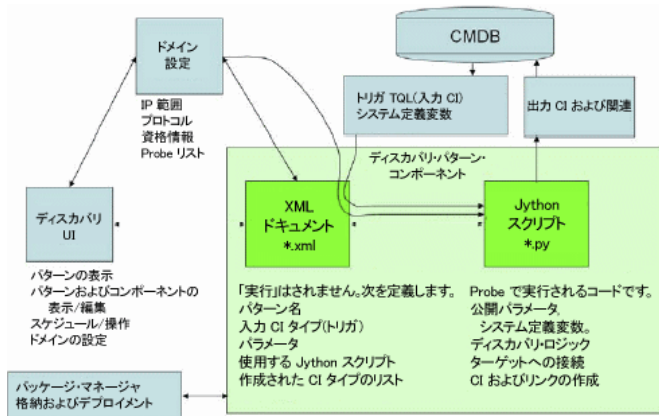 ドメイン
設定
IP 範囲
プロトコル
資格情報
Probe リスト
CMDB
トリガ TQL(入力 CI)
システム定義変数
出力 CI および関連
ディスカバリ・パターン・
コンポーネント
ディスカバリ
UI
パターンの表示
パターンおよびコンポーネントの
表示/編集
スケジュール/操作
ドメインの設定
XML
ドキュメント
*.xml
「実行」はされません。次を定義します。
パターン名
入力 CI タイプ(トリガ)
パラメータ
使用する Jython スクリプト
作成された CI タイプのリスト
Jython
スクリプト
*.py
Probe で実行されるコードです。
公開パラメータ,
システム定義変数。
ディスカバリ・ロジック
ターゲットへの接続
CI およびリンクの作成
パッケージ・マネージャ
格納およびデプロイメント